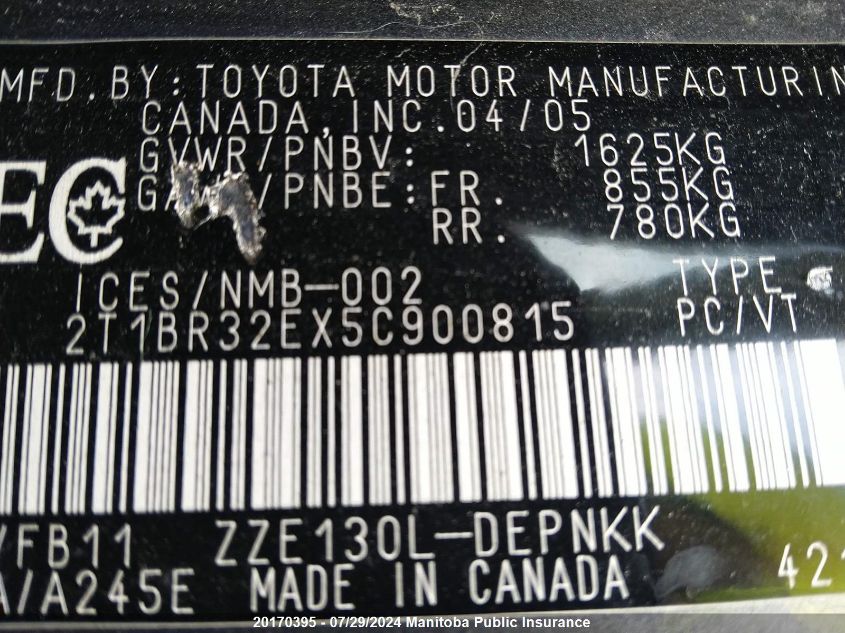 MFD. BY: TOYOTA MOTOR MANUFACTURIN
CANADA, INC. 04/05
GVWR/PNBV: 1625KG
GAWR/PNBE: FR. 855KG
RR. 780KG
EC
ICES/NMB-002 TYPE
2T1BR32EX5C900815 PC/VT
/FB11 ZZE130L-DEPNKK
A/A245E MADE IN CANADA 421
20170395 - 07/29/2024 Manitoba Public Insurance